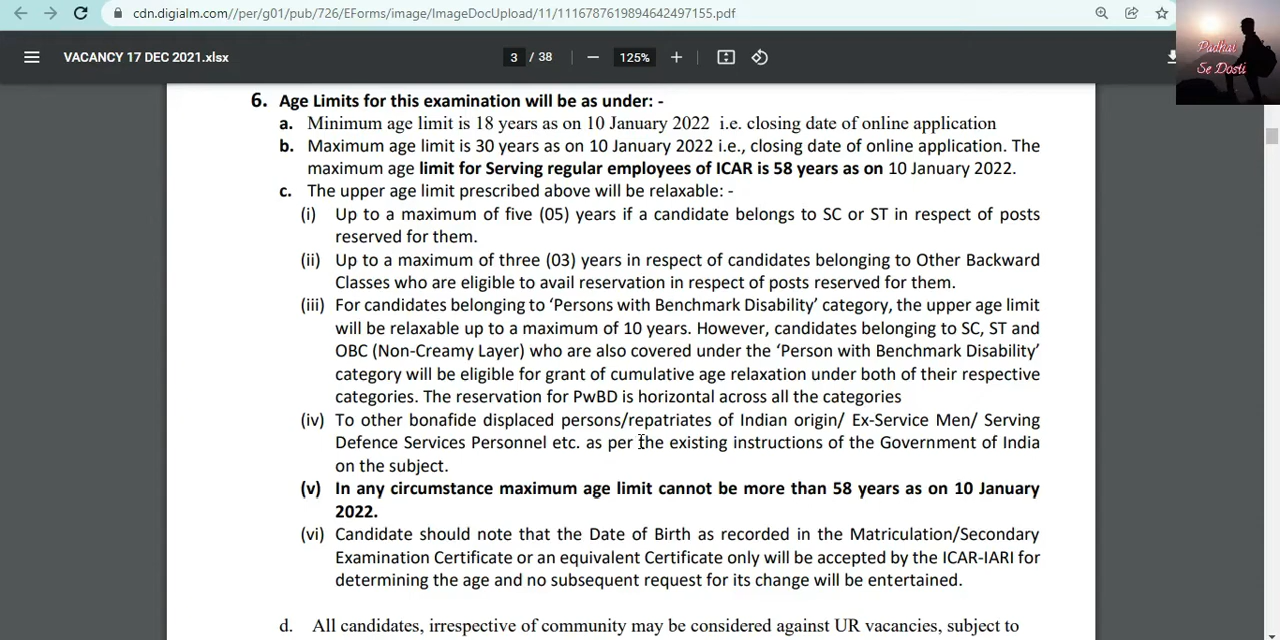 cdn.digialm.com//per/g01/pub/726/EForms/image/ImageDocUpload/11/1116787619894642497155.pdf
VACANCY 17 DEC 2021.xlsx
3 / 38
125%
Padhai
Se Dosti
6. Age Limits for this examination will be as under: -
a. Minimum age limit is 18 years as on 10 January 2022 i.e. closing date of online application
b. Maximum age limit is 30 years as on 10 January 2022 i.e., closing date of online application. The
maximum age limit for Serving regular employees of ICAR is 58 years as on 10 January 2022.
c. The upper age limit prescribed above will be relaxable: -
(i) Up to a maximum of five (05) years if a candidate belongs to SC or ST in respect of posts
reserved for them.
(ii) Up to a maximum of three (03) years in respect of candidates belonging to Other Backward
Classes who are eligible to avail reservation in respect of posts reserved for them.
(iii) For candidates belonging to ‘Persons with Benchmark Disability’ category, the upper age limit
will be relaxable up to a maximum of 10 years. However, candidates belonging to SC, ST and
OBC (Non-Creamy Layer) who are also covered under the ‘Person with Benchmark Disability’
category will be eligible for grant of cumulative age relaxation under both of their respective
categories. The reservation for PwBD is horizontal across all the categories
(iv) To other bonafide displaced persons/repatriates of Indian origin/ Ex-Service Men/ Serving
Defence Services Personnel etc. as per the existing instructions of the Government of India
on the subject.
(v) In any circumstance maximum age limit cannot be more than 58 years as on 10 January
2022.
(vi) Candidate should note that the Date of Birth as recorded in the Matriculation/Secondary
Examination Certificate or an equivalent Certificate only will be accepted by the ICAR-IARI for
determining the age and no subsequent request for its change will be entertained.
d. All candidates, irrespective of community may be considered against UR vacancies, subject to